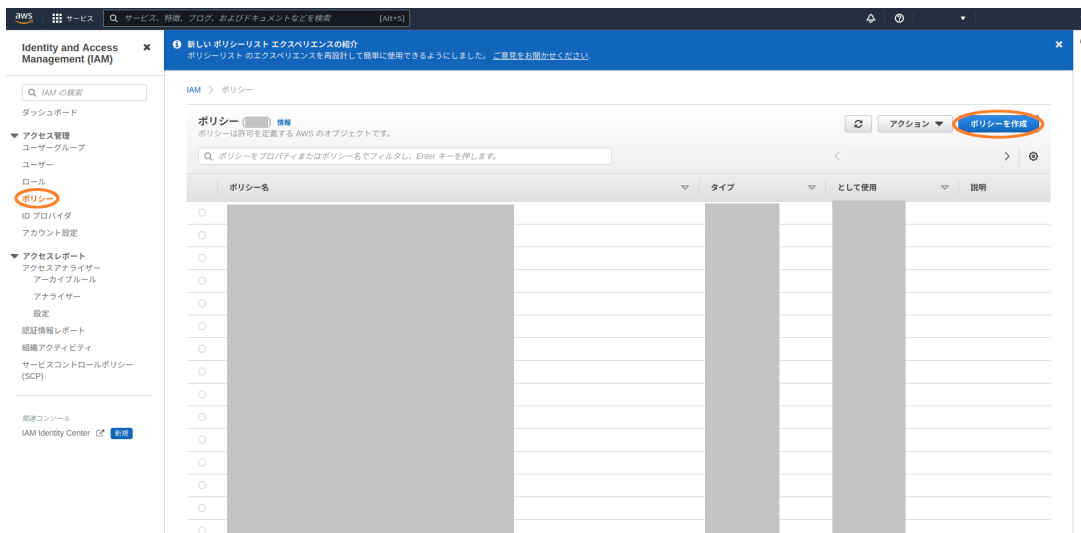 aws サービス サービス、特徴、ブログ、およびドキュメントなどを検索 [Alt+S]
Identity and Access
Management (IAM)
IAM の検索
ダッシュボード
アクセス管理
ユーザーグループ
ユーザー
ロール
ポリシー
ID プロバイダ
アカウント設定
アクセスレポート
アクセスアナライザー
アーカイブルール
アナライザー
設定
認証情報レポート
組織アクティビティ
サービスコントロールポリシー
(SCP)
関連コンソール
IAM Identity Center 新規
新しい ポリシーリスト エクスペリエンスの紹介
ポリシーリスト のエクスペリエンスを再設計して簡単に使用できるようにしました。 ご意見をお聞かせください.
IAM > ポリシー
ポリシー ( ) 情報
ポリシーは許可を定義する AWS のオブジェクトです。
アクション ポリシーを作成
ポリシーをプロパティまたはポリシー名でフィルタし、Enter キーを押します。
ポリシー名 タイプ として使用 説明